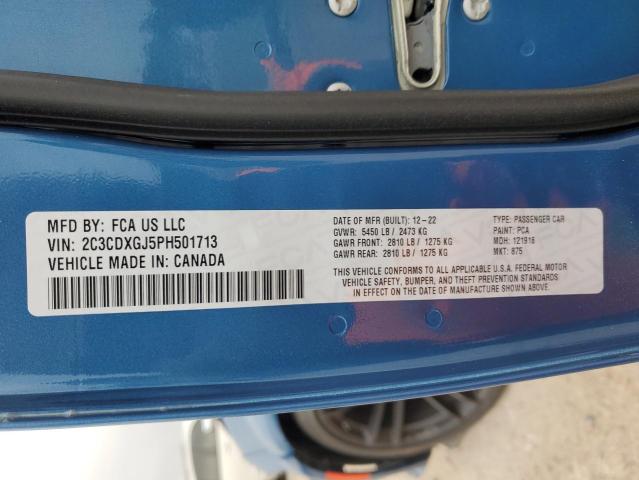 MFD BY: FCA US LLC
VIN: 2C3CDXGJ5PH501713
VEHICLE MADE IN: CANADA
DATE OF MFR (BUILT): 12-22
GVWR: 5450 LB / 2473 KG
GAWR FRONT: 2810 LB / 1275 KG
GAWR REAR: 2810 LB / 1275 KG
TYPE: PASSENGER CAR
PAINT: PCA
MDH: 121916
MKT: 875
THIS VEHICLE CONFORMS TO ALL APPLICABLE U.S.A. FEDERAL MOTOR
VEHICLE SAFETY, BUMPER, AND THEFT PREVENTION STANDARDS
IN EFFECT ON THE DATE OF MANUFACTURE SHOWN ABOVE.